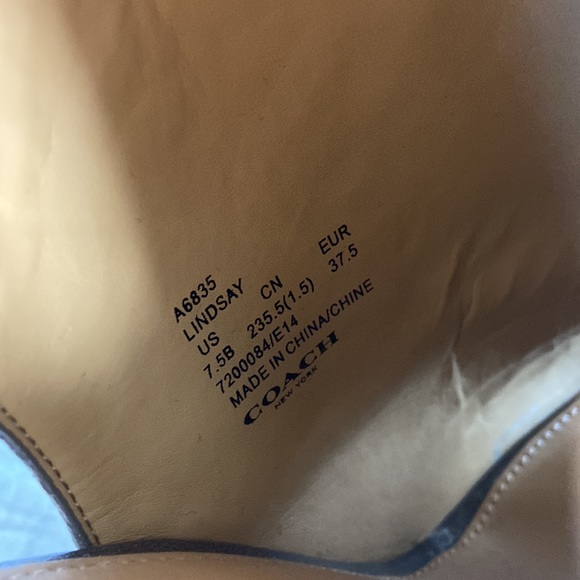 A6835
LINDSAY
US CN EUR
7.5B 235.5(1.5) 37.5
7200084/E14
MADE IN CHINA/CHINE
COACH
NEW YORK